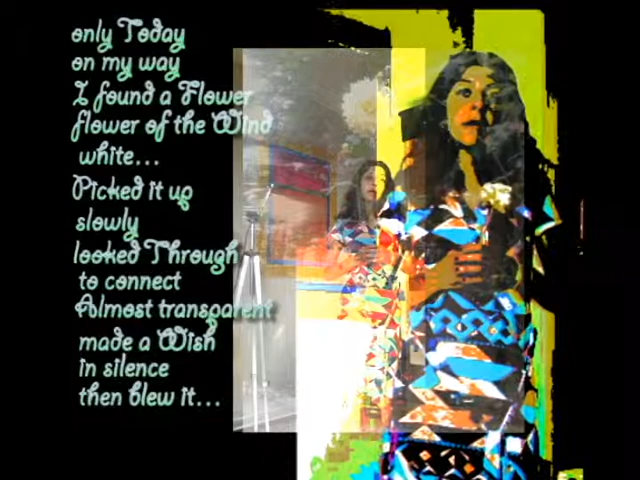 only Today
on my way
I found a Flower
flower of the Wind
white...
Picked it up
slowly
looked Through
to connect
Almost transparent
made a Wish
in silence
then blew it...